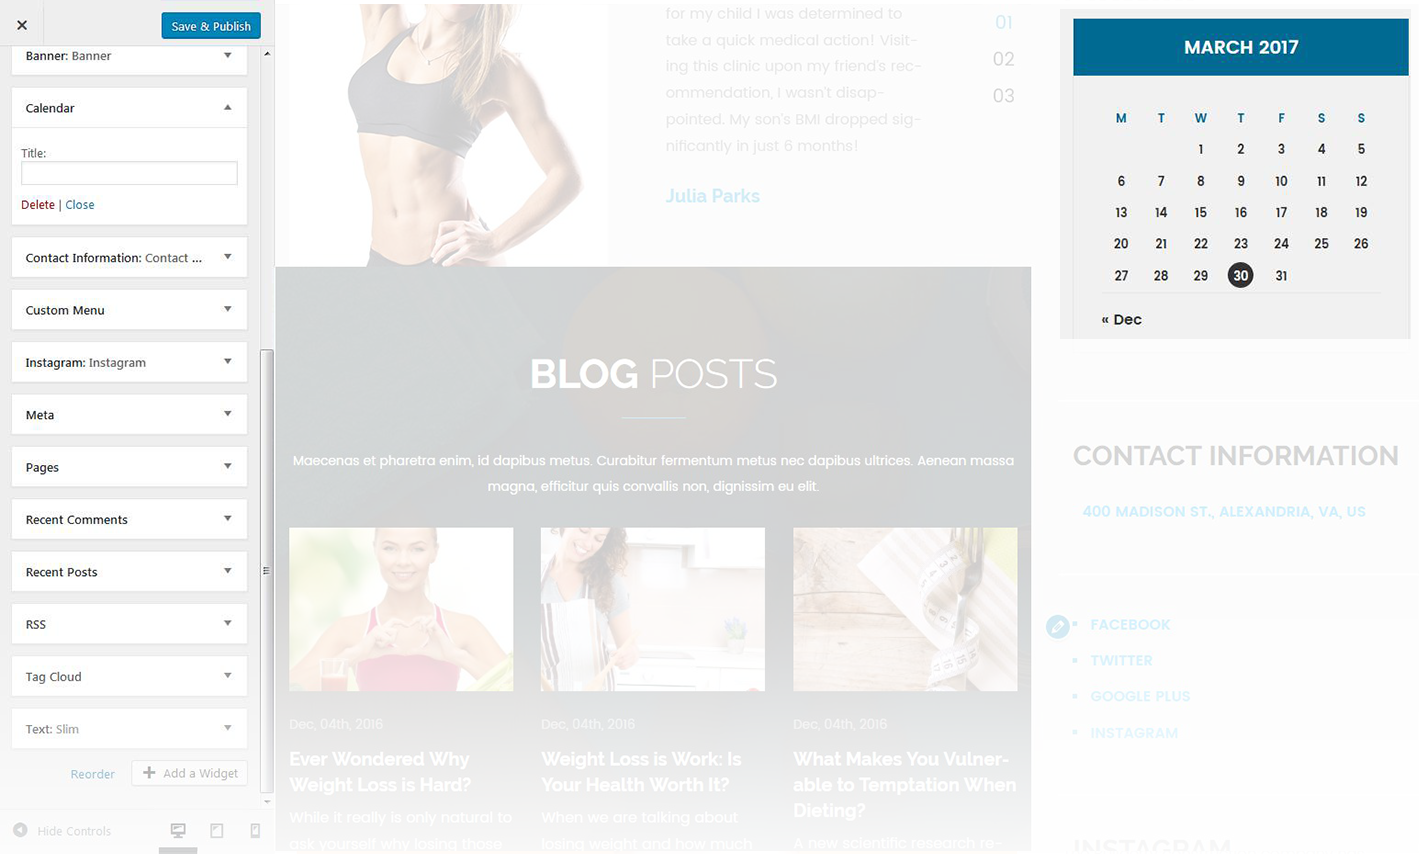 Save & Publish
Banner: Banner
Calendar
Title:
Delete | Close
Contact Information: Contact ...
Custom Menu
Instagram: Instagram
Meta
Pages
Recent Comments
Recent Posts
RSS
Tag Cloud
Text: Slim
Reorder
Add a Widget
Hide Controls
for my child I was determined to
take a quick medical action! Visit-
ing this clinic upon my friend's rec-
ommendation, I wasn't disap-
pointed. My son's BMI dropped sig-
nificantly in just 6 months!
Julia Parks
01
02
03
BLOG POSTS
Maecenas et pharetra enim, id dapibus metus. Curabitur fermentum metus nec dapibus ultrices. Aenean massa
magna, efficitur quis convallis non, dignissim eu elit.
Dec, 04th, 2016
Ever Wondered Why
Weight Loss is Hard?
While it really is only natural to
ask yourself why losing those
Dec, 04th, 2016
Weight Loss is Work: Is
Your Health Worth It?
When we are talking about
losing weight and how much
Dec, 04th, 2016
What Makes You Vulner-
able to Temptation When
Dieting?
A new scientific research re-
MARCH 2017
M T W T F S S
1 2 3 4 5
6 7 8 9 10 11 12
13 14 15 16 17 18 19
20 21 22 23 24 25 26
27 28 29 30 31
« Dec
CONTACT INFORMATION
400 MADISON ST., ALEXANDRIA, VA, US
FACEBOOK
TWITTER
GOOGLE PLUS
INSTAGRAM
INSTAGRAM